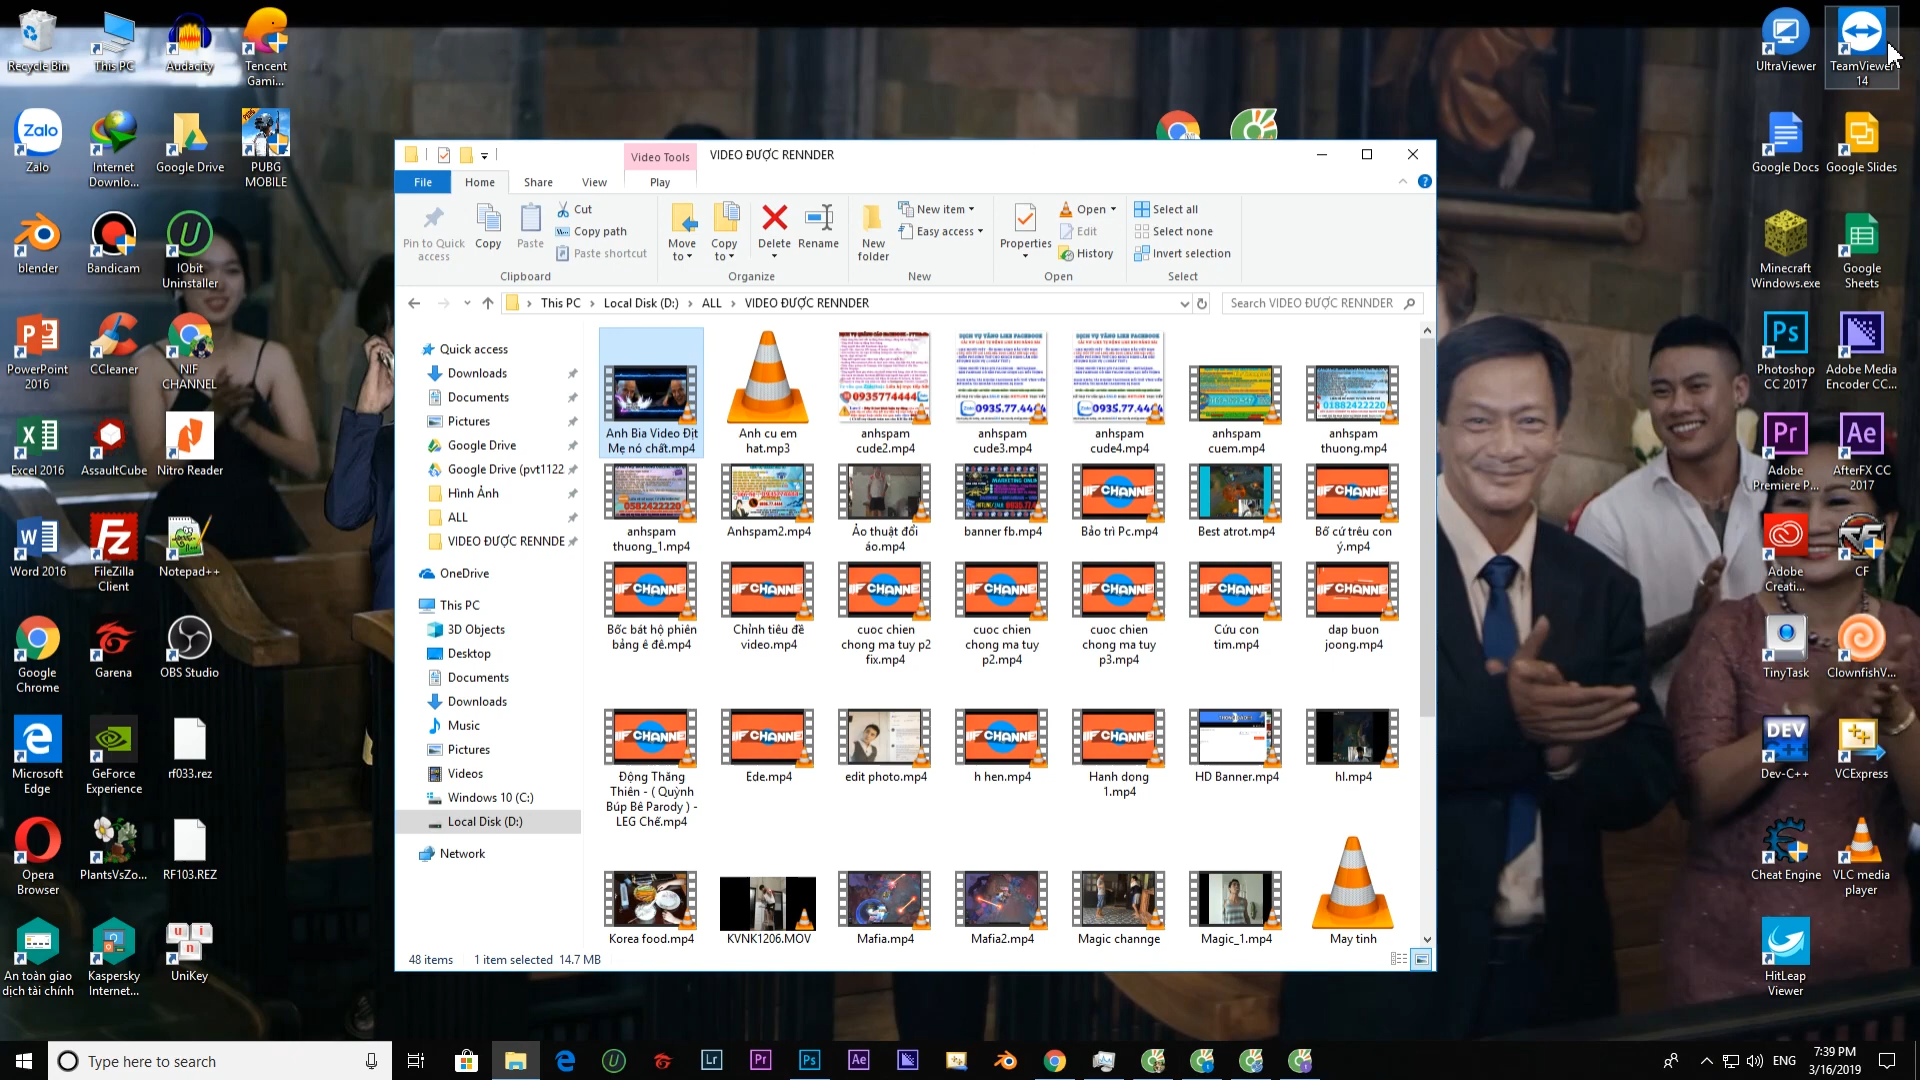 Recycle Bin
This PC
Audacity
Tencent
Gami...
Zalo
Zalo
Internet
Downlo...
Google Drive
PUBG
PUBG
MOBILE
blender
Bandicam
IObit
Uninstaller
PowerPoint
2016
CCleaner
NIF
CHANNEL
Excel 2016
AssaultCube
Nitro Reader
Word 2016
FileZilla
Client
Notepad++
Google
Chrome
Garena
OBS Studio
Microsoft
Edge
GeForce
Experience
rf033.rez
Opera
Browser
PlantsVsZo...
RF103.REZ
An toàn giao
dịch tài chính
Kaspersky
Internet...
UniKey
UltraViewer
TeamViewer
14
Google Docs
Google Slides
Minecraft
Windows.exe
Google
Sheets
Photoshop
CC 2017
Adobe Media
Encoder CC...
Adobe
Premiere P...
AfterFX CC
2017
Adobe
Creati...
CF
TinyTask
ClownfishV...
Dev-C++
VCExpress
Cheat Engine
VLC media
player
HitLeap
Viewer
Video Tools
VIDEO ĐƯỢC RENNDER
File
Home
Share
View
Play
Pin to Quick
access
Copy
Paste
Cut
Copy path
Paste shortcut
Clipboard
Move
to
Copy
to
Delete
Rename
Organize
New
folder
New item
Easy access
New
Properties
Open
Edit
History
Open
Select all
Select none
Invert selection
Select
This PC
Local Disk (D:)
ALL
VIDEO ĐƯỢC RENNDER
Search VIDEO ĐƯỢC RENNDER
Quick access
Downloads
Documents
Pictures
Google Drive
Google Drive (pvt1122
Hình Ảnh
ALL
VIDEO ĐƯỢC RENNDE
OneDrive
This PC
3D Objects
Desktop
Documents
Downloads
Music
Pictures
Videos
Windows 10 (C:)
Local Disk (D:)
Network
Anh Bia Video Địt
Mẹ nó chất.mp4
Anh cu em
hat.mp3
anhspam
cude2.mp4
anhspam
cude3.mp4
anhspam
cude4.mp4
anhspam
cuem.mp4
anhspam
thuong.mp4
anhspam
thuong_1.mp4
Anhspam2.mp4
Ảo thuật đổi
áo.mp4
banner fb.mp4
Bảo trì Pc.mp4
Best atrot.mp4
Bố cứ trêu con
ý.mp4
Bốc bát hộ phiên
bảng ê đê.mp4
Chỉnh tiêu đề
video.mp4
cuoc chien
chong ma tuy p2
fix.mp4
cuoc chien
chong ma tuy
p2.mp4
cuoc chien
chong ma tuy
p3.mp4
Cứu con
tim.mp4
dap buon
joong.mp4
Động Thăng
Thiên - ( Quỳnh
Búp Bê Parody ) -
LEG Chế.mp4
Ede.mp4
edit photo.mp4
h hen.mp4
Hanh dong
1.mp4
HD Banner.mp4
hl.mp4
Korea food.mp4
KVNK1206.MOV
Mafia.mp4
Mafia2.mp4
Magic channge
Magic_1.mp4
May tinh
48 items
1 item selected 14.7 MB
Type here to search
ENG
7:39 PM
3/16/2019